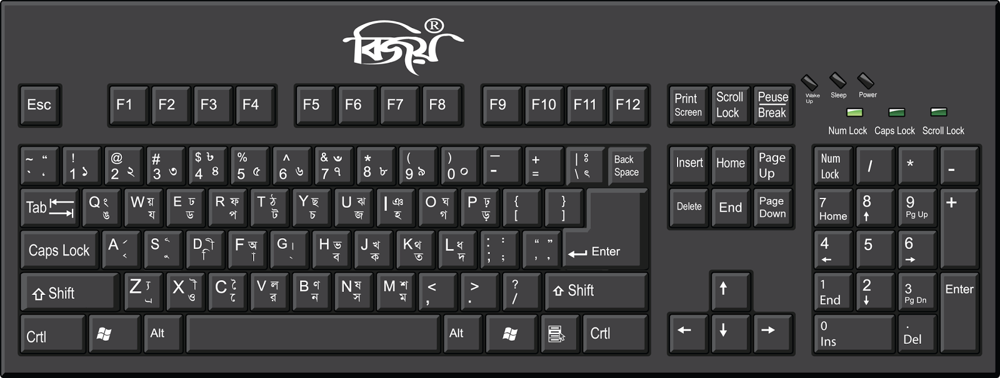 বিজয়®
Esc F1 F2 F3 F4 F5 F6 F7 F8 F9 F10 F11 F12 Print Screen Scroll Lock Peuse Break Wake Up Sleep Power
Num Lock Caps Lock Scroll Lock
~ “ ! @ # $ ৳ % ^ & ঁ * ( ) — + | ঃ Back Space
` ‘ 1 ১ 2 ২ 3 ৩ 4 ৪ 5 ৫ 6 ৬ 7 ৭ 8 ৮ 9 ৯ 0 ০ - = \ ৎ
Insert Home Page Up Num Lock / * -
Tab Q ং ঙ W য় য E ঢ ড R ফ প T ঠ ট Y ছ চ U ঝ জ I ঞ হ O ঘ গ P ঢ় ড় { [ } ]
Delete End Page Down 7 Home 8 ↑ 9 Pg Up +
Caps Lock A র্ ৃ S ূ ু D ী ি F অ া G । ্ H ভ ব J খ ক K থ ত L ধ দ : : ; ; “ ” ‘ ’ Enter
4 ← 5 6 →
Shift Z ্য ্র X ৗ ও C ৈ ে V ল র B ণ ন N ষ স M শ ম < , > . ? / Shift
↑ 1 End 2 ↓ 3 Pg Dn Enter
Crtl Alt Alt Crtl
← ↓ → 0 Ins . Del